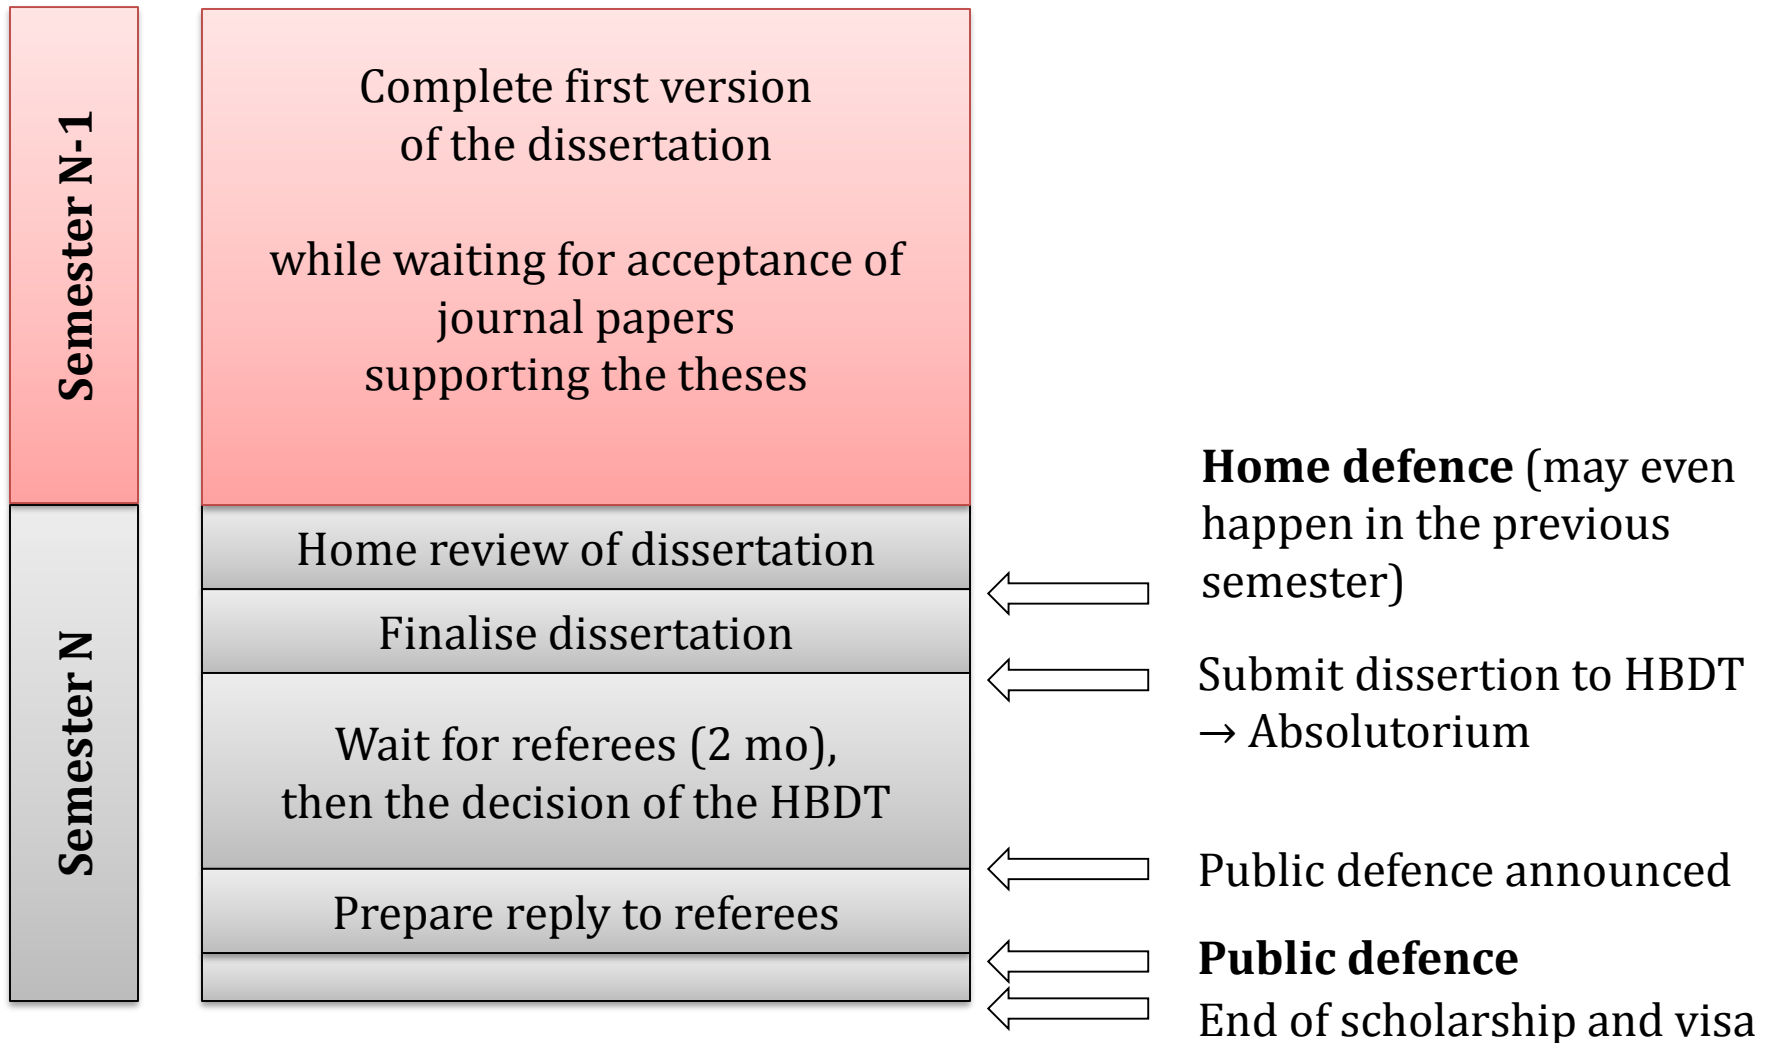 Semester N-1
Complete first version
of the dissertation
while waiting for acceptance of
journal papers
supporting the theses
Semester N
Home review of dissertation
Finalise dissertation
Wait for referees (2 mo),
then the decision of the HBDT
Prepare reply to referees
Home defence (may even
happen in the previous
semester)
Submit dissertion to HBDT
→ Absolutorium
Public defence announced
Public defence
End of scholarship and visa